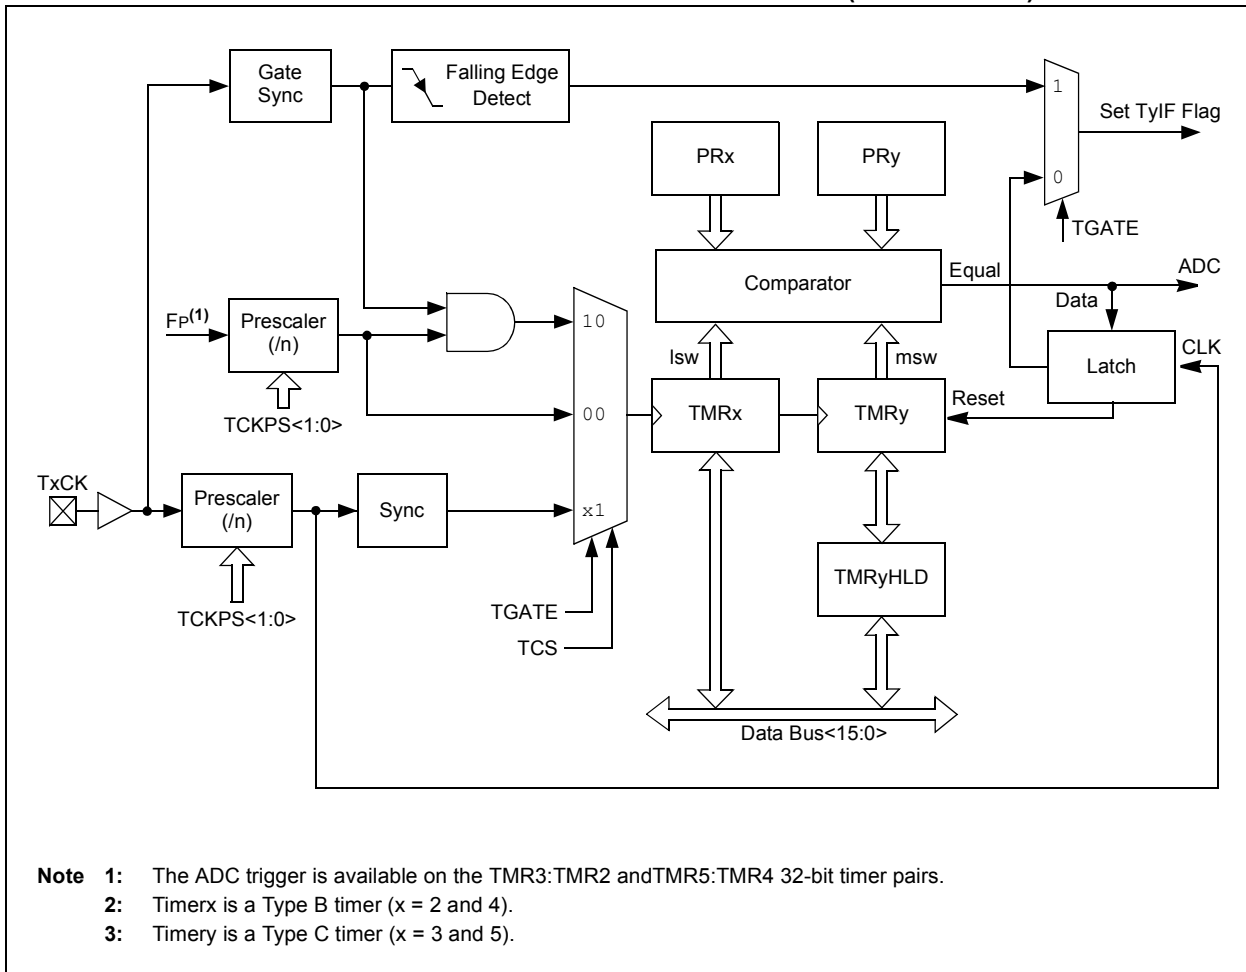 Gate
Sync
Falling Edge
Detect
1
Set TyIF Flag
PRx
PRy
0
TGATE
Comparator
Equal
ADC
Data
FP(1)
Prescaler
(/n)
10
lsw
msw
Latch
CLK
TCKPS<1:0>
00
TMRx
TMRy
Reset
TxCK
Prescaler
(/n)
Sync
x1
TMRyHLD
TCKPS<1:0>
TGATE
TCS
Data Bus<15:0>
Note 1: The ADC trigger is available on the TMR3:TMR2 andTMR5:TMR4 32-bit timer pairs.
2: Timerx is a Type B timer (x = 2 and 4).
3: Timery is a Type C timer (x = 3 and 5).